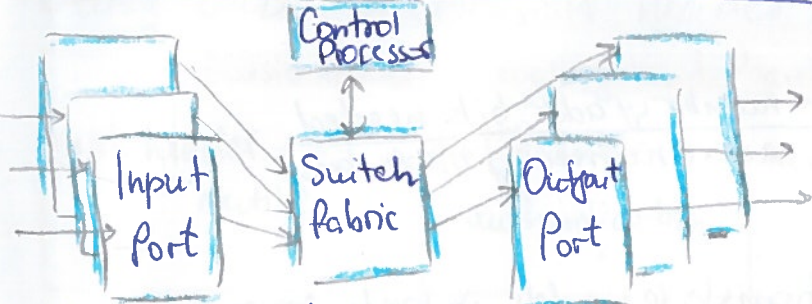 Control
Processor
Input
Port
Switch
fabric
Output
Port